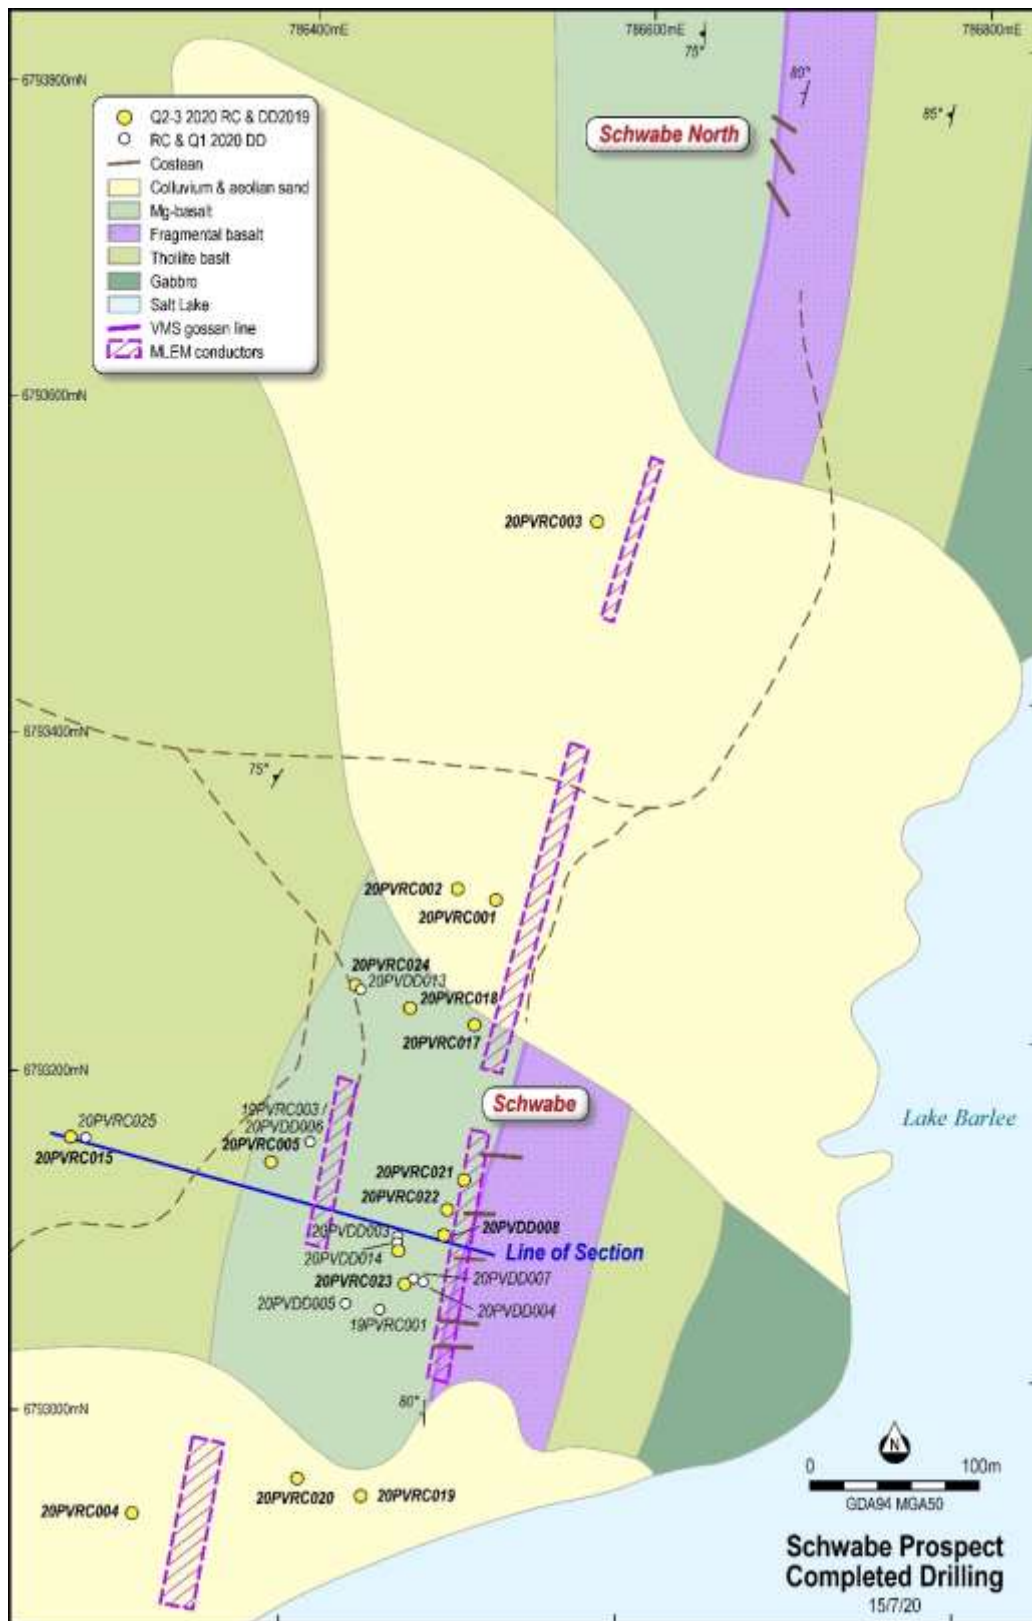 786400mE
786600mE
786800mE
6793800mN
75°
80°
85°
Schwabe North
Q2-3 2020 RC & DD2019
RC & Q1 2020 DD
Costean
Colluvium & aeolian sand
Mg-basalt
Fragmental basalt
Tholiite baslt
Gabbro
Salt Lake
VMS gossan line
MLEM conductors
6793600mN
20PVRC003
6793400mN
75°
20PVRC002
20PVRC001
20PVRC024
20PVDD013
20PVRC018
20PVRC017
6793200mN
Schwabe
Lake Barlee
19PVRC003 /
20PVDD006
20PVRC025
20PVRC015
20PVRC005
20PVRC021
20PVRC022
20PVDD003
20PVDD008
20PVDD014
Line of Section
20PVRC023
20PVDD007
20PVDD005
20PVDD004
19PVRC001
80°
6793000mN
N
0 100m
GDA94 MGA50
20PVRC004
20PVRC020
20PVRC019
Schwabe Prospect
Completed Drilling
15/7/20